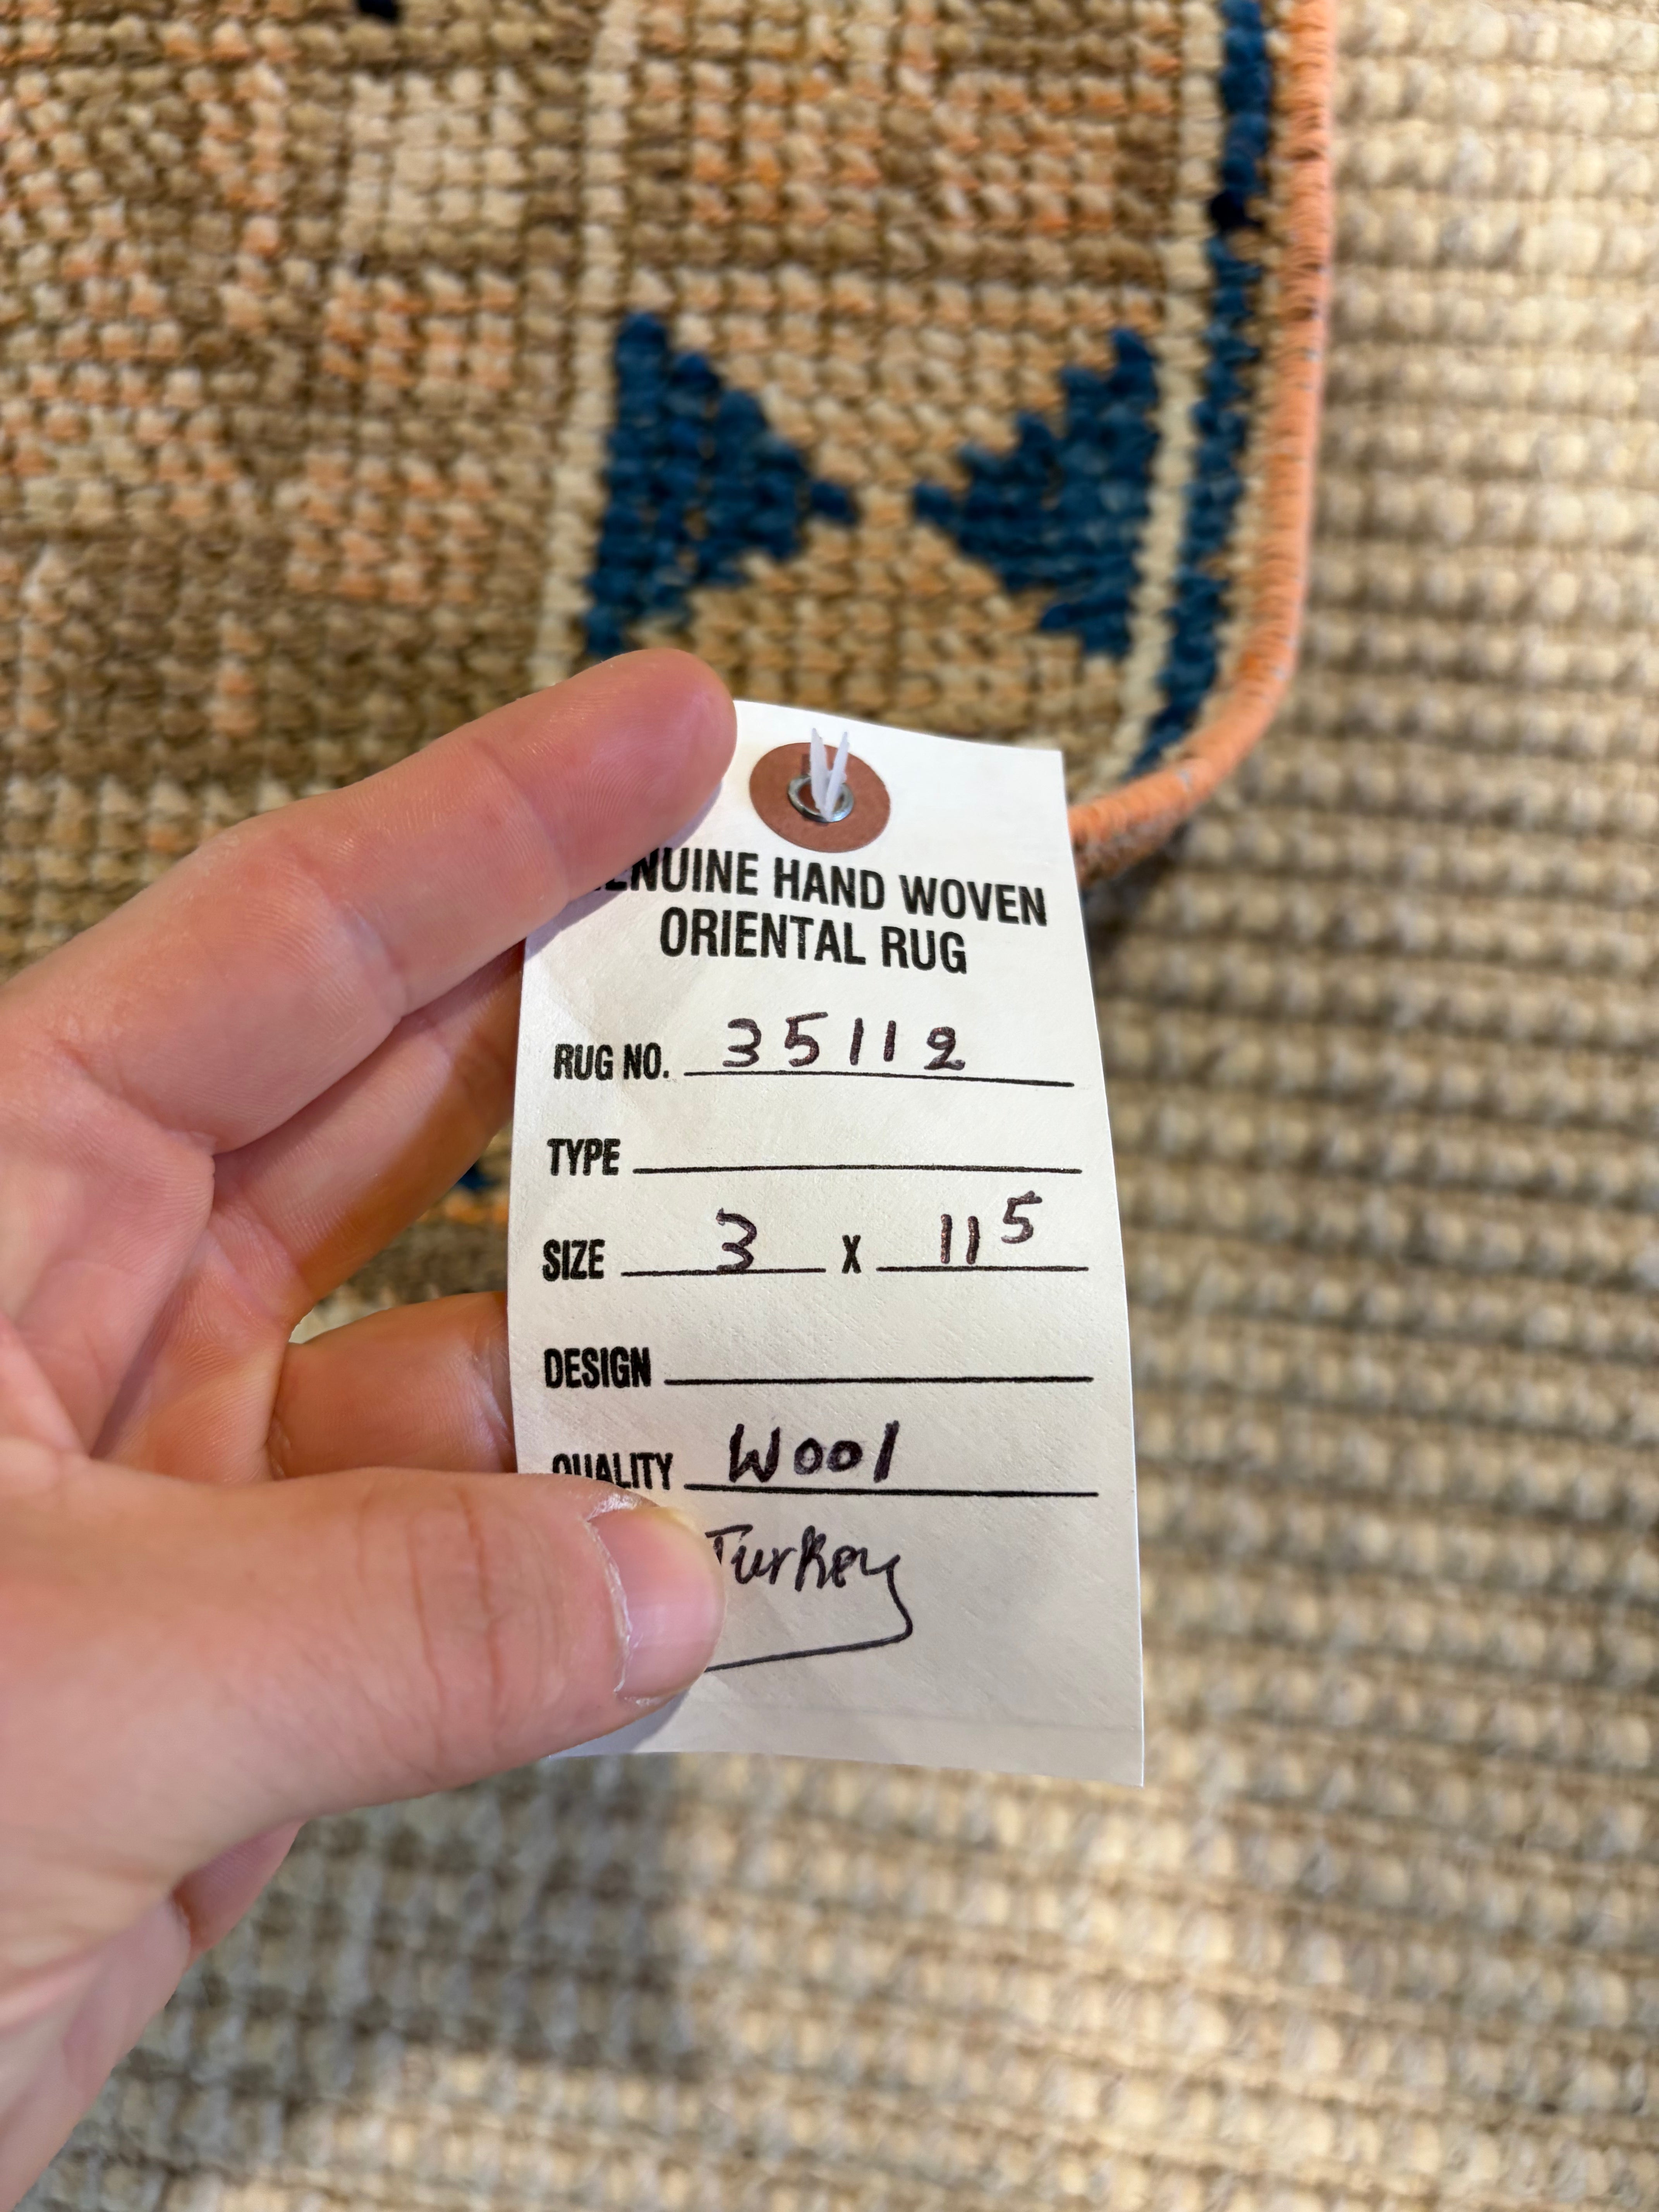 GENUINE HAND WOVEN
ORIENTAL RUG
RUG NO. 35112
TYPE
SIZE 3 X 11⁵
DESIGN
QUALITY Wool
Turkey